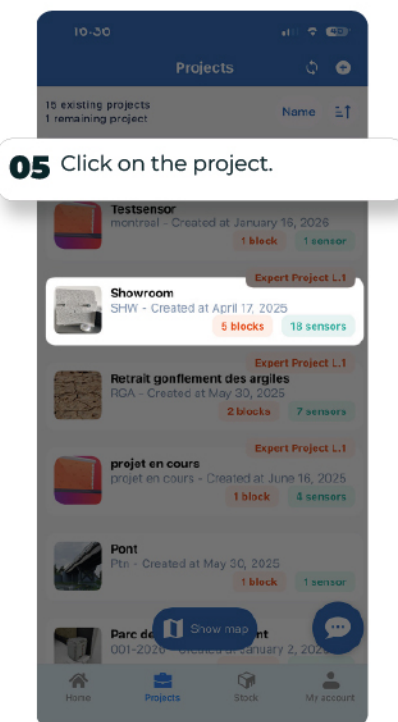 10:30
Projects
15 existing projects
1 remaining project
Name
05 Click on the project.
Testsensor
montreal - Created at January 16, 2026
1 block
1 sensor
Expert Project L.1
Showroom
SHW - Created at April 17, 2025
5 blocks
18 sensors
Expert Project L.1
Retrait gonflement des argiles
RGA - Created at May 30, 2025
2 blocks
7 sensors
Expert Project L.1
projet en cours
projet en cours - Created at June 16, 2025
1 block
4 sensors
Pont
Ptn - Created at May 30, 2025
1 block
1 sensor
Show map
Parc de
001-2026
January 2,
Home
Projects
Stock
My account